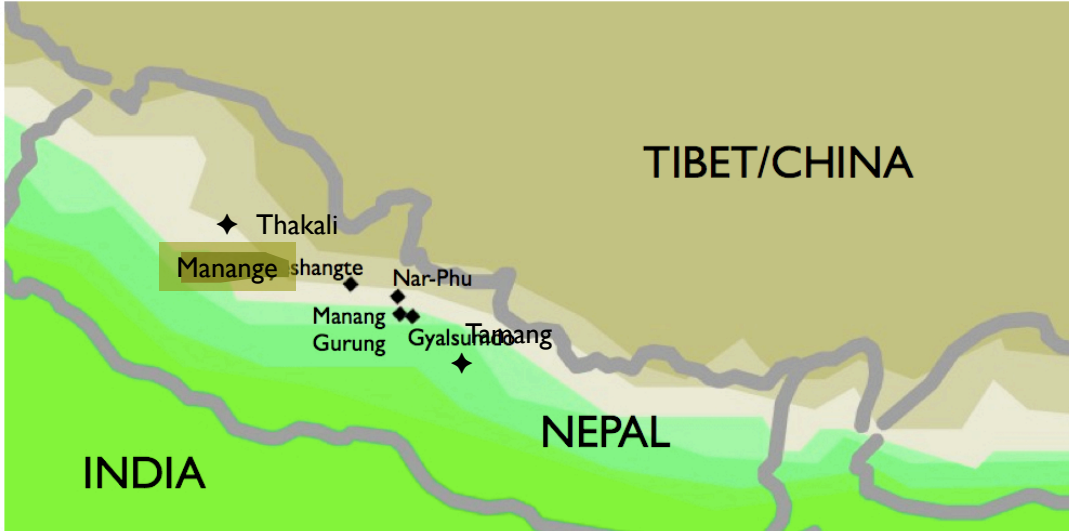 TIBET/CHINA
Thakali
Manange
shangte
Nar-Phu
Manang
Gurung
Tamang
NEPAL
INDIA